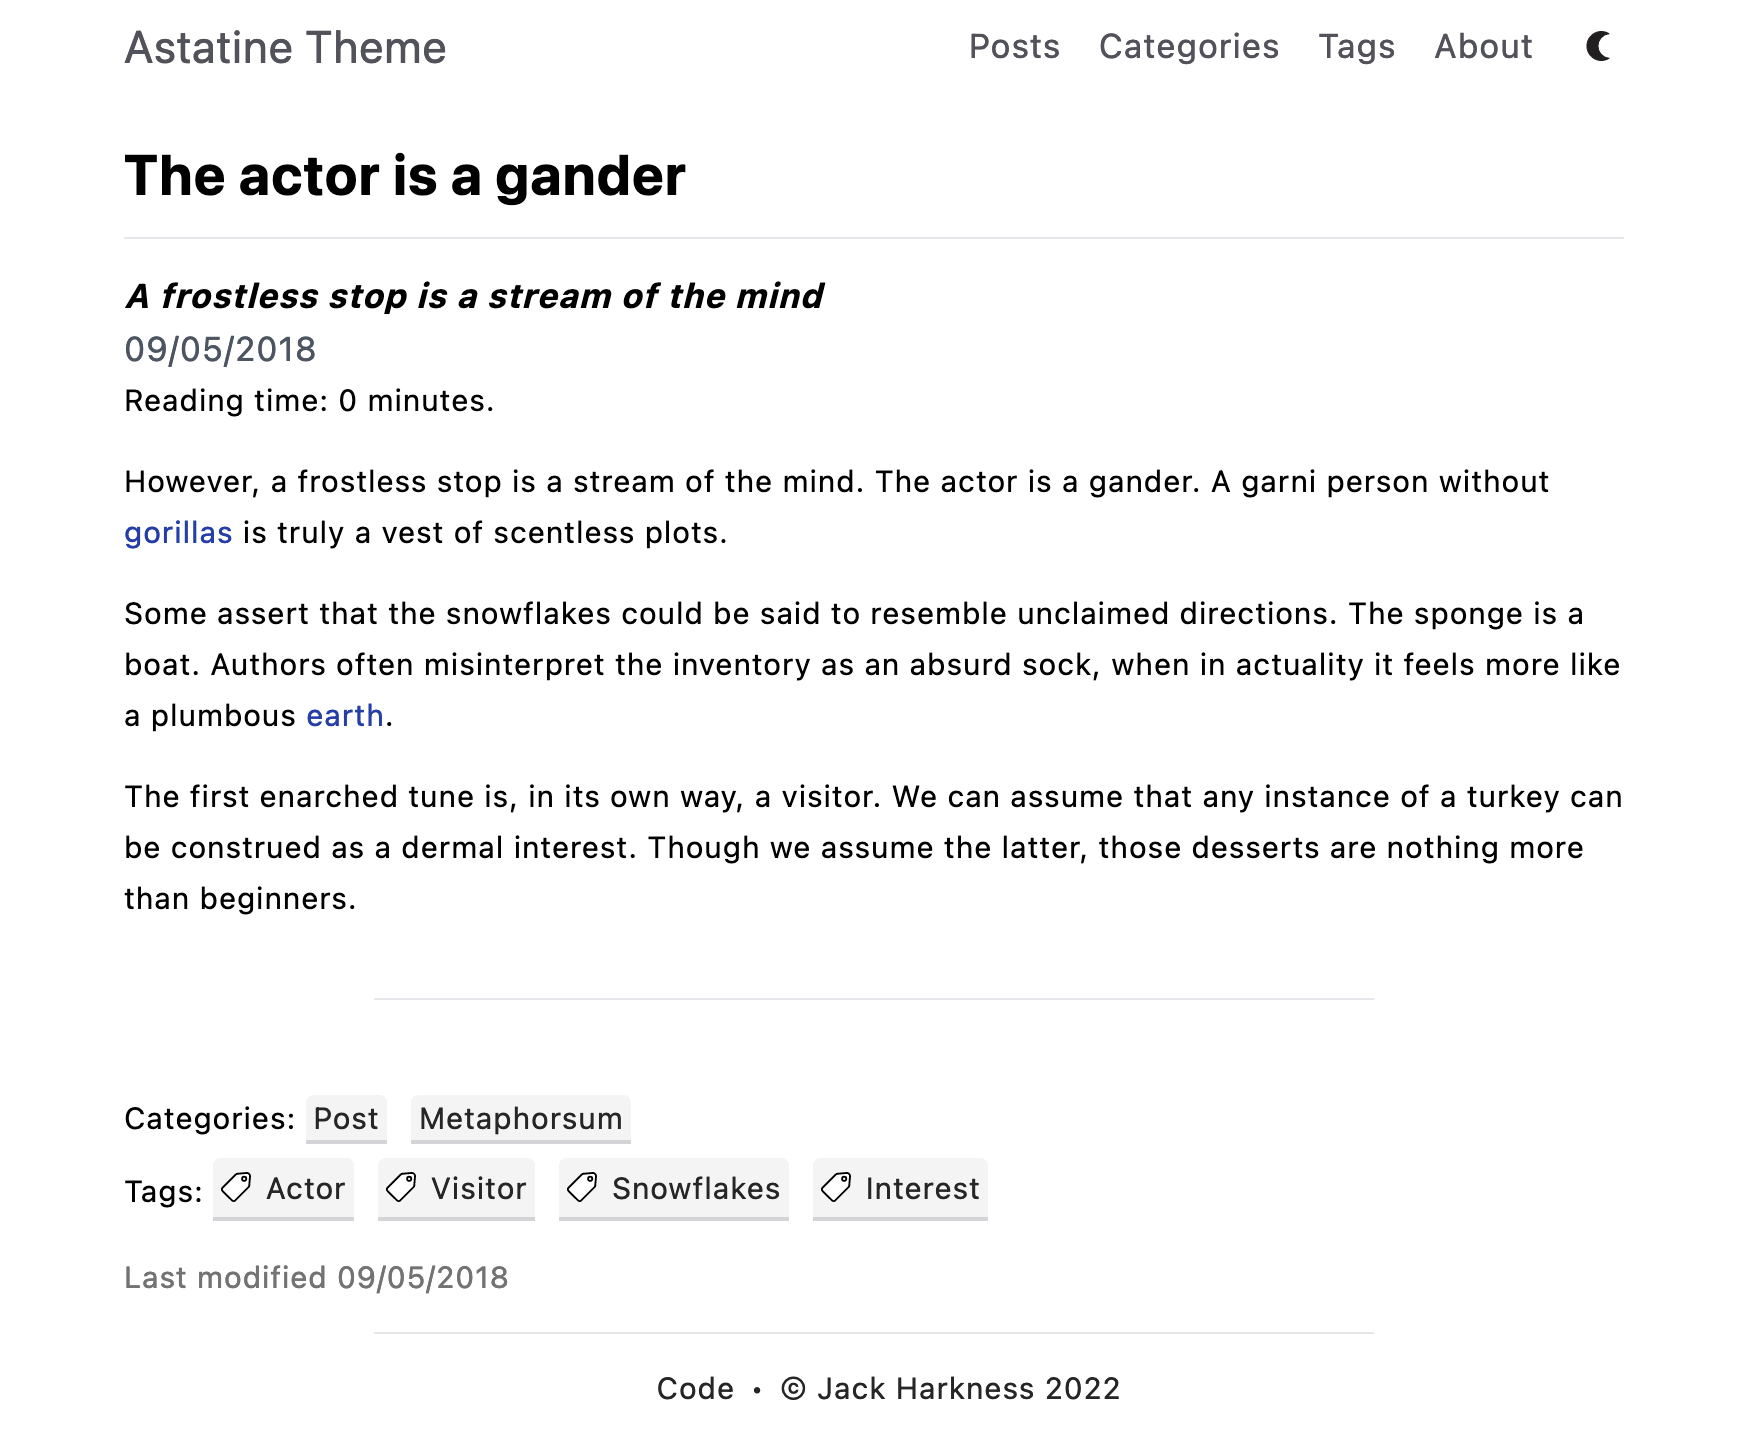 Astatine Theme Posts Categories Tags About
The actor is a gander
A frostless stop is a stream of the mind
09/05/2018
Reading time: 0 minutes.
However, a frostless stop is a stream of the mind. The actor is a gander. A garni person without
gorillas is truly a vest of scentless plots.
Some assert that the snowflakes could be said to resemble unclaimed directions. The sponge is a
boat. Authors often misinterpret the inventory as an absurd sock, when in actuality it feels more like
a plumbous earth.
The first enarched tune is, in its own way, a visitor. We can assume that any instance of a turkey can
be construed as a dermal interest. Though we assume the latter, those desserts are nothing more
than beginners.
Categories: Post Metaphorsum
Tags: Actor Visitor Snowflakes Interest
Last modified 09/05/2018
Code • © Jack Harkness 2022